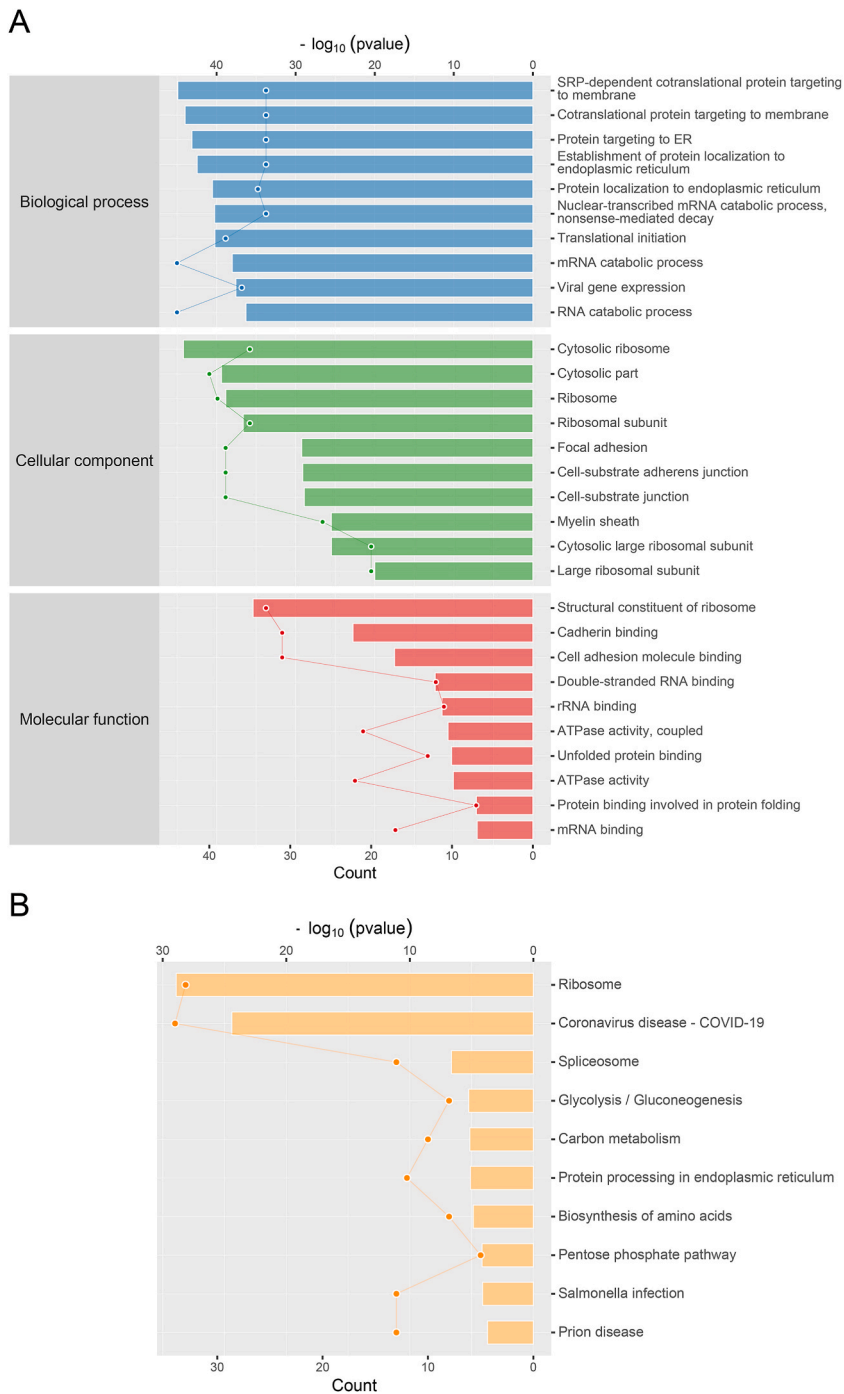 A
- log10 (pvalue)
40 30 20 10 0
Biological process
SRP-dependent cotranslational protein targeting
to membrane
Cotranslational protein targeting to membrane
Protein targeting to ER
Establishment of protein localization to
endoplasmic reticulum
Protein localization to endoplasmic reticulum
Nuclear-transcribed mRNA catabolic process,
nonsense-mediated decay
Translational initiation
mRNA catabolic process
Viral gene expression
RNA catabolic process
Cellular component
Cytosolic ribosome
Cytosolic part
Ribosome
Ribosomal subunit
Focal adhesion
Cell-substrate adherens junction
Cell-substrate junction
Myelin sheath
Cytosolic large ribosomal subunit
Large ribosomal subunit
Molecular function
Structural constituent of ribosome
Cadherin binding
Cell adhesion molecule binding
Double-stranded RNA binding
rRNA binding
ATPase activity, coupled
Unfolded protein binding
ATPase activity
Protein binding involved in protein folding
mRNA binding
40 30 20 10 0
Count
B
- log10 (pvalue)
30 20 10 0
Ribosome
Coronavirus disease - COVID-19
Spliceosome
Glycolysis / Gluconeogenesis
Carbon metabolism
Protein processing in endoplasmic reticulum
Biosynthesis of amino acids
Pentose phosphate pathway
Salmonella infection
Prion disease
30 20 10 0
Count